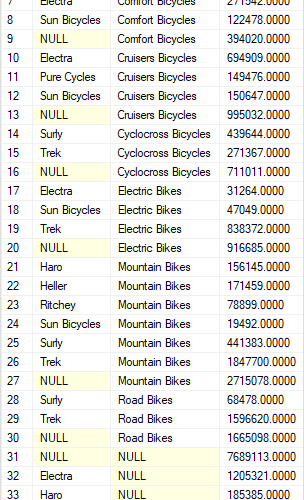 7 Electra Comfort Bicycles 271542.0000
8 Sun Bicycles Comfort Bicycles 122478.0000
9 NULL Comfort Bicycles 394020.0000
10 Electra Cruisers Bicycles 694909.0000
11 Pure Cycles Cruisers Bicycles 149476.0000
12 Sun Bicycles Cruisers Bicycles 150647.0000
13 NULL Cruisers Bicycles 995032.0000
14 Surly Cyclocross Bicycles 439644.0000
15 Trek Cyclocross Bicycles 271367.0000
16 NULL Cyclocross Bicycles 711011.0000
17 Electra Electric Bikes 31264.0000
18 Sun Bicycles Electric Bikes 47049.0000
19 Trek Electric Bikes 838372.0000
20 NULL Electric Bikes 916685.0000
21 Haro Mountain Bikes 156145.0000
22 Heller Mountain Bikes 171459.0000
23 Ritchey Mountain Bikes 78899.0000
24 Sun Bicycles Mountain Bikes 19492.0000
25 Surly Mountain Bikes 441383.0000
26 Trek Mountain Bikes 1847700.0000
27 NULL Mountain Bikes 2715078.0000
28 Surly Road Bikes 68478.0000
29 Trek Road Bikes 1596620.0000
30 NULL Road Bikes 1665098.0000
31 NULL NULL 7689113.0000
32 Electra NULL 1205321.0000
33 Haro NULL 185385.0000